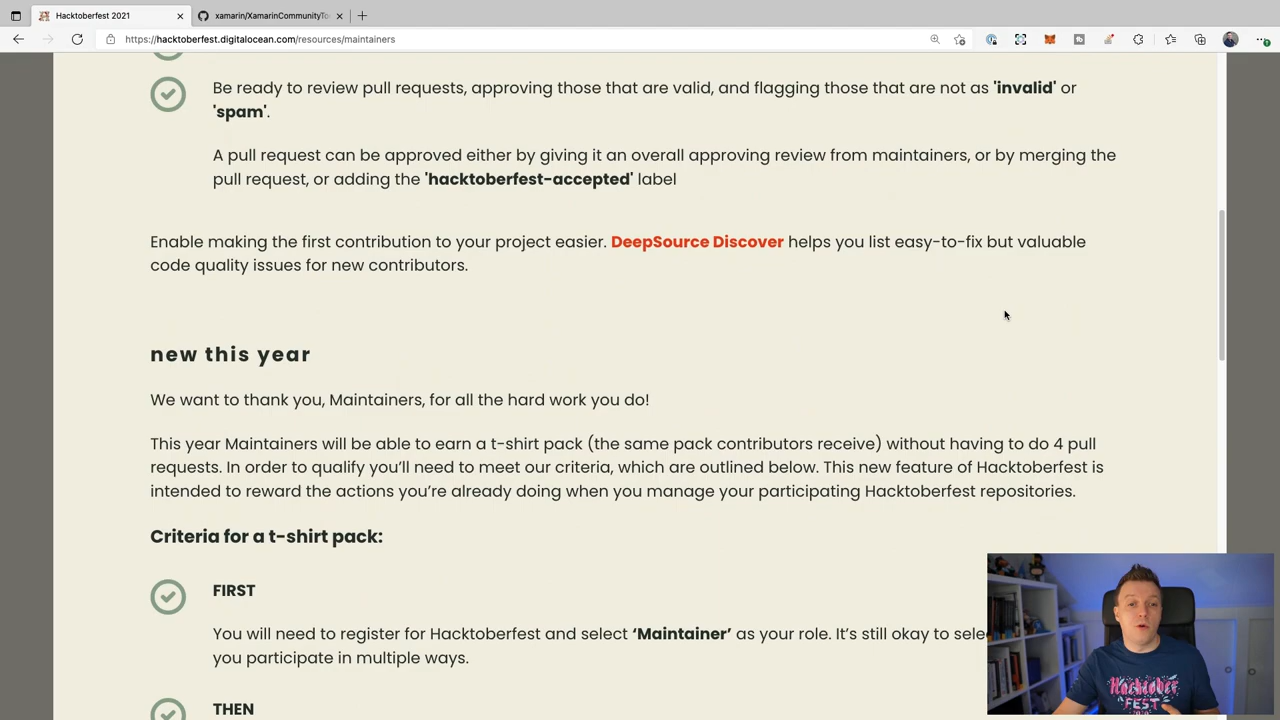 Hacktoberfest 2021
xamarin/XamarinCommunityTo
https://hacktoberfest.digitalocean.com/resources/maintainers
Be ready to review pull requests, approving those that are valid, and flagging those that are not as 'invalid' or
'spam'.
A pull request can be approved either by giving it an overall approving review from maintainers, or by merging the
pull request, or adding the 'hacktoberfest-accepted' label
Enable making the first contribution to your project easier. DeepSource Discover helps you list easy-to-fix but valuable
code quality issues for new contributors.
new this year
We want to thank you, Maintainers, for all the hard work you do!
This year Maintainers will be able to earn a t-shirt pack (the same pack contributors receive) without having to do 4 pull
requests. In order to qualify you’ll need to meet our criteria, which are outlined below. This new feature of Hacktoberfest is
intended to reward the actions you’re already doing when you manage your participating Hacktoberfest repositories.
Criteria for a t-shirt pack:
FIRST
You will need to register for Hacktoberfest and select ‘Maintainer’ as your role. It’s still okay to sele
you participate in multiple ways.
THEN
Hacktober
FEST